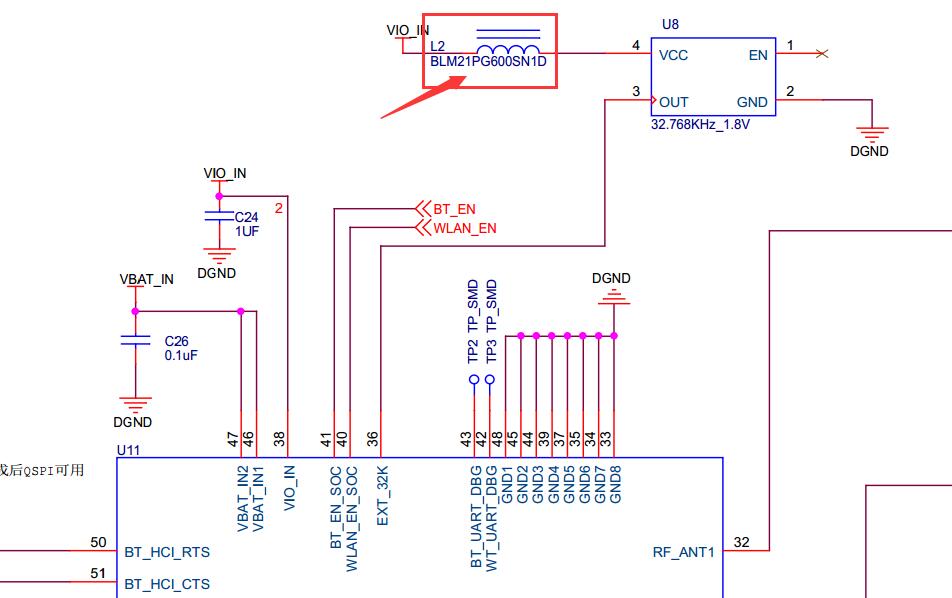 VIO_IN
L2
BLM21PG600SN1D
U8
4
VCC
EN
1
3
OUT
GND
2
32.768KHz_1.8V
DGND
VIO_IN
2
C24
1UF
DGND
BT_EN
WLAN_EN
VBAT_IN
C26
0.1uF
DGND
DGND
TP2 TP_SMD
TP3 TP_SMD
U11
47
46
38
41
40
36
43
42
48
45
44
39
37
35
34
33
VBAT_IN2
VBAT_IN1
VIO_IN
BT_EN_SOC
WLAN_EN_SOC
EXT_32K
BT_UART_DBG
WT_UART_DBG
GND1
GND2
GND3
GND4
GND5
GND6
GND7
GND8
后QSPI可用
50
BT_HCI_RTS
51
BT_HCI_CTS
RF_ANT1
32